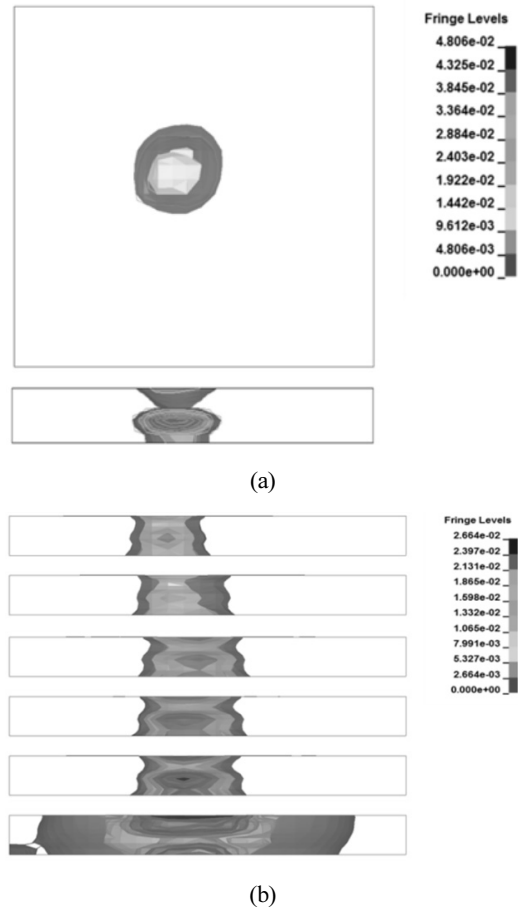 Fringe Levels
4.806e-02
4.325e-02
3.845e-02
3.364e-02
2.884e-02
2.403e-02
1.922e-02
1.442e-02
9.612e-03
4.806e-03
0.000e+00
(a)
Fringe Levels
2.664e-02
2.397e-02
2.131e-02
1.865e-02
1.598e-02
1.332e-02
1.065e-02
7.991e-03
5.327e-03
2.664e-03
0.000e+00
(b)